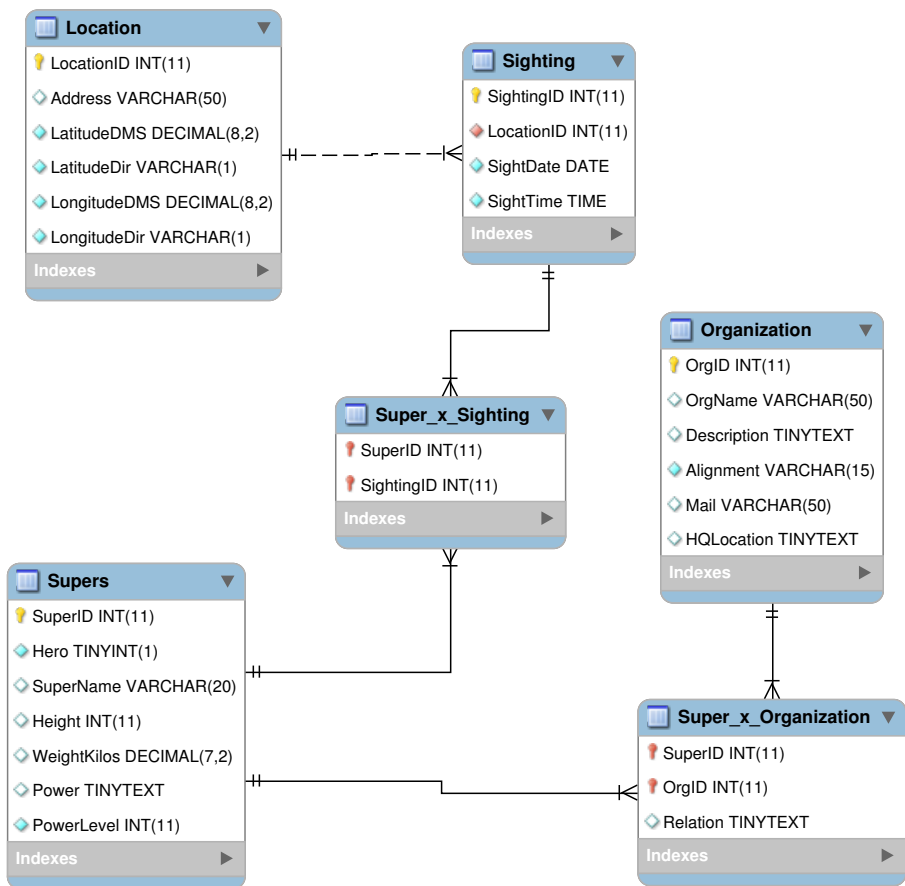 Location
LocationID INT(11)
Address VARCHAR(50)
LatitudeDMS DECIMAL(8,2)
LatitudeDir VARCHAR(1)
LongitudeDMS DECIMAL(8,2)
LongitudeDir VARCHAR(1)
Indexes
Sighting
SightingID INT(11)
LocationID INT(11)
SightDate DATE
SightTime TIME
Indexes
Organization
OrgID INT(11)
OrgName VARCHAR(50)
Description TINYTEXT
Alignment VARCHAR(15)
Mail VARCHAR(50)
HQLocation TINYTEXT
Indexes
Super_x_Sighting
SuperID INT(11)
SightingID INT(11)
Indexes
Supers
SuperID INT(11)
Hero TINYINT(1)
SuperName VARCHAR(20)
Height INT(11)
WeightKilos DECIMAL(7,2)
Power TINYTEXT
PowerLevel INT(11)
Indexes
Super_x_Organization
SuperID INT(11)
OrgID INT(11)
Relation TINYTEXT
Indexes